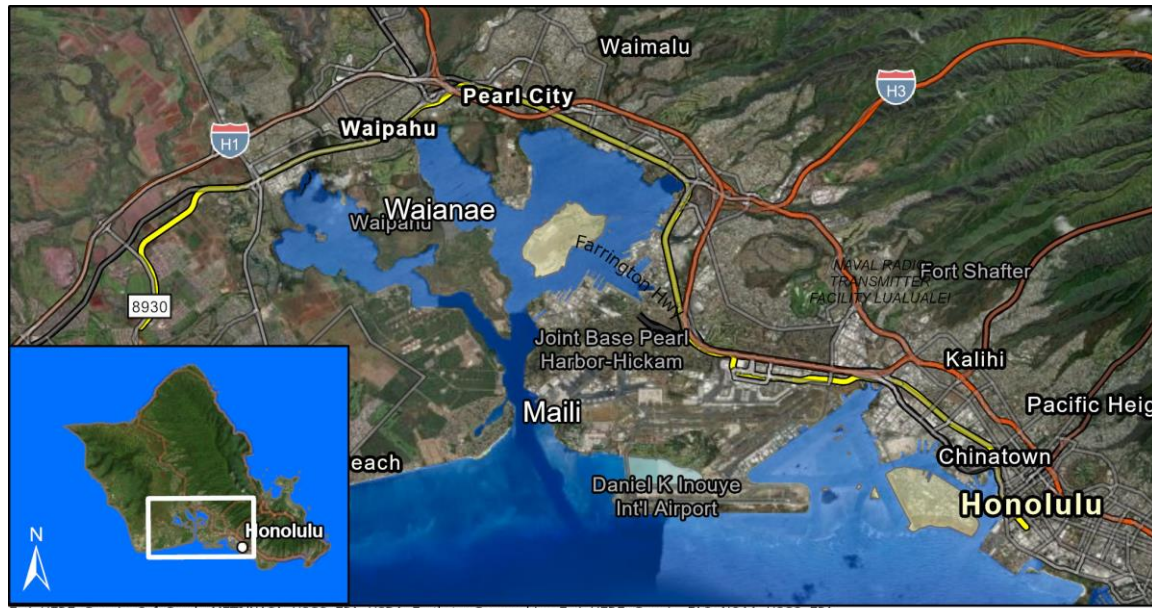 Waimalu
H3
Pearl City
Waipahu
H1
Waianae
Waipahu
Farrington Hwy
NAVAL RADIO
TRANSMITTER
FACILITY LUALUALEI
Fort Shafter
8930
Joint Base Pearl
Harbor-Hickam
Kalihi
Maili
Pacific Heig
Chinatown
each
Daniel K Inouye
Int'l Airport
Honolulu
Honolulu
N